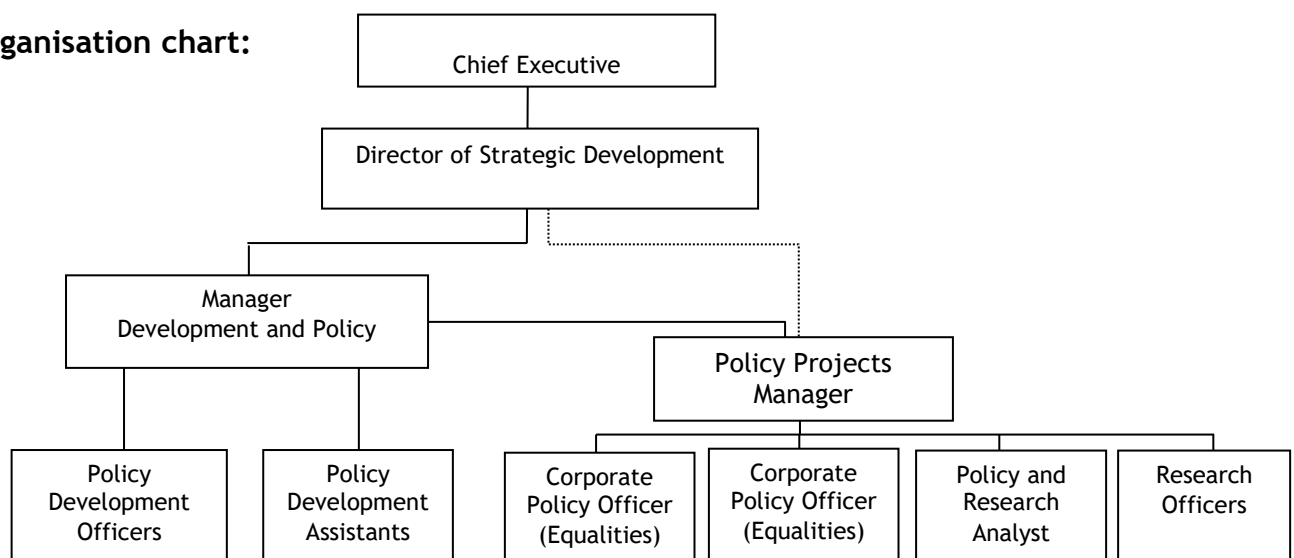 ganisation chart:
Chief Executive
Director of Strategic Development
Manager
Development and Policy
Policy Projects
Manager
Policy
Development
Officers
Policy
Development
Assistants
Corporate
Policy Officer
(Equalities)
Corporate
Policy Officer
(Equalities)
Policy and
Research
Analyst
Research
Officers